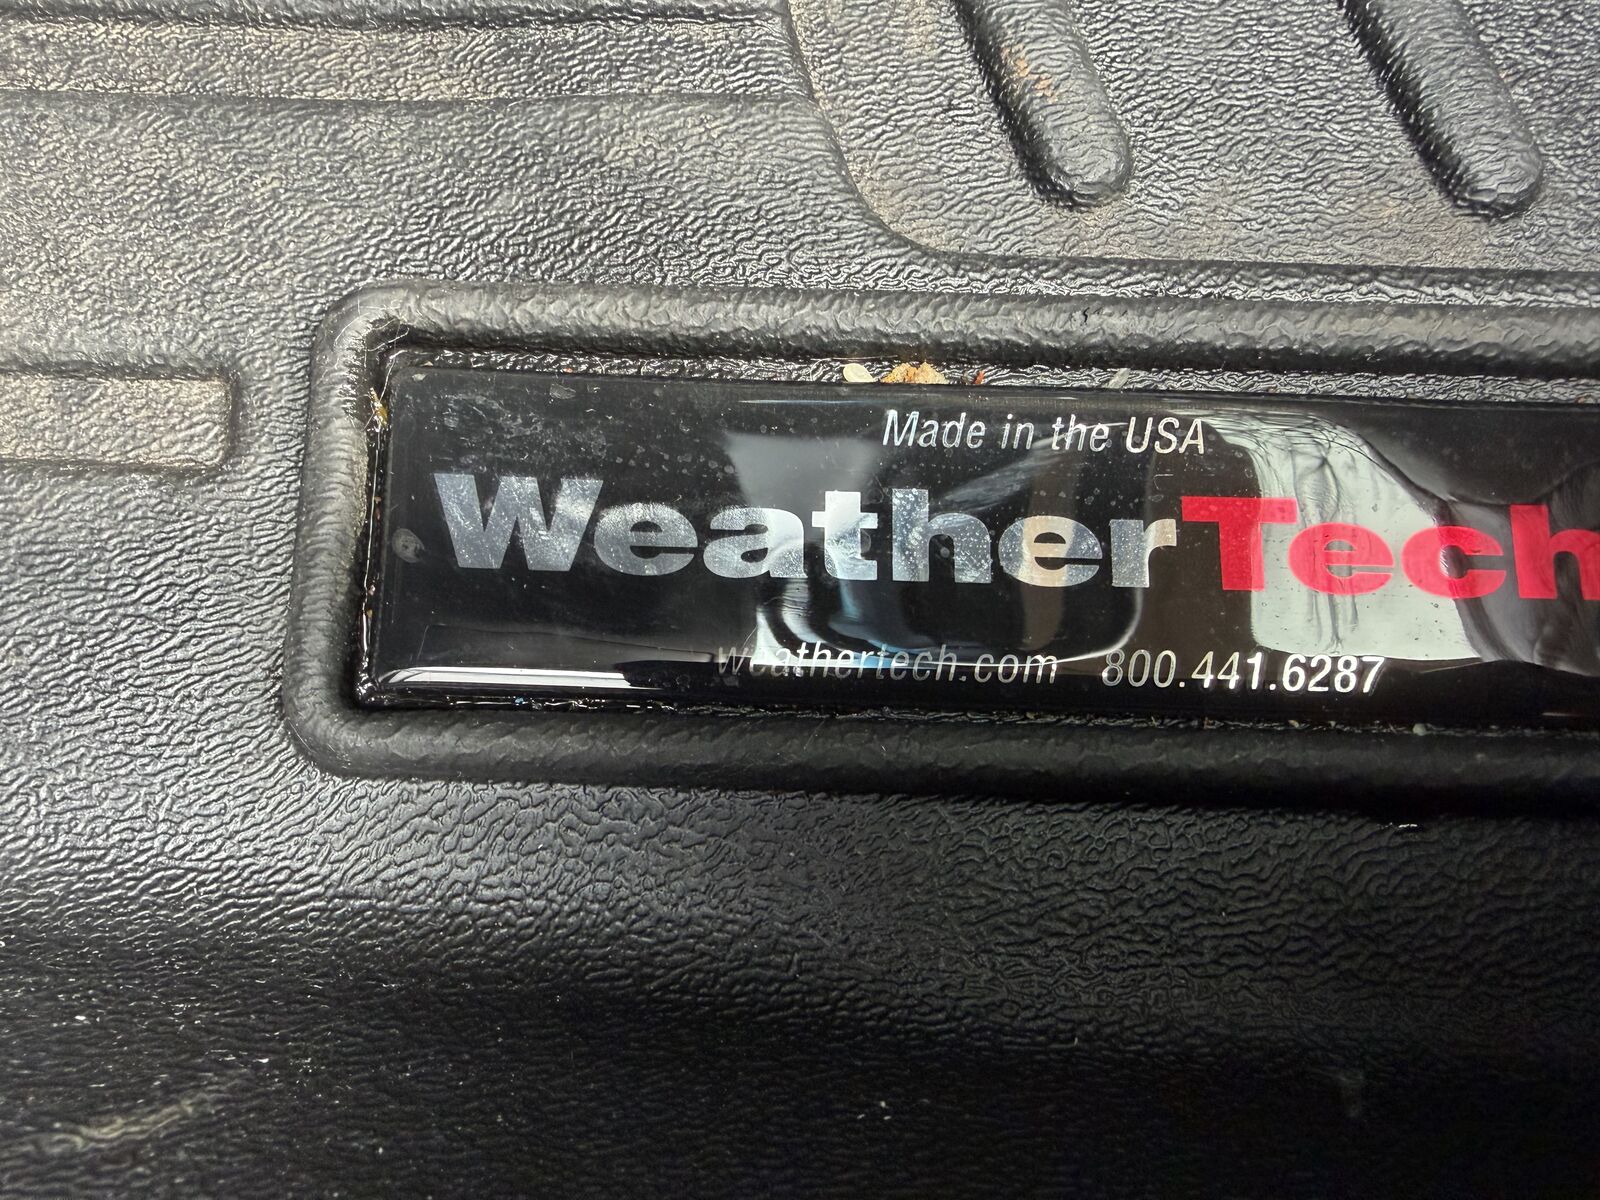 Made in the USA
WeatherTech
weathertech.com 800.441.6287